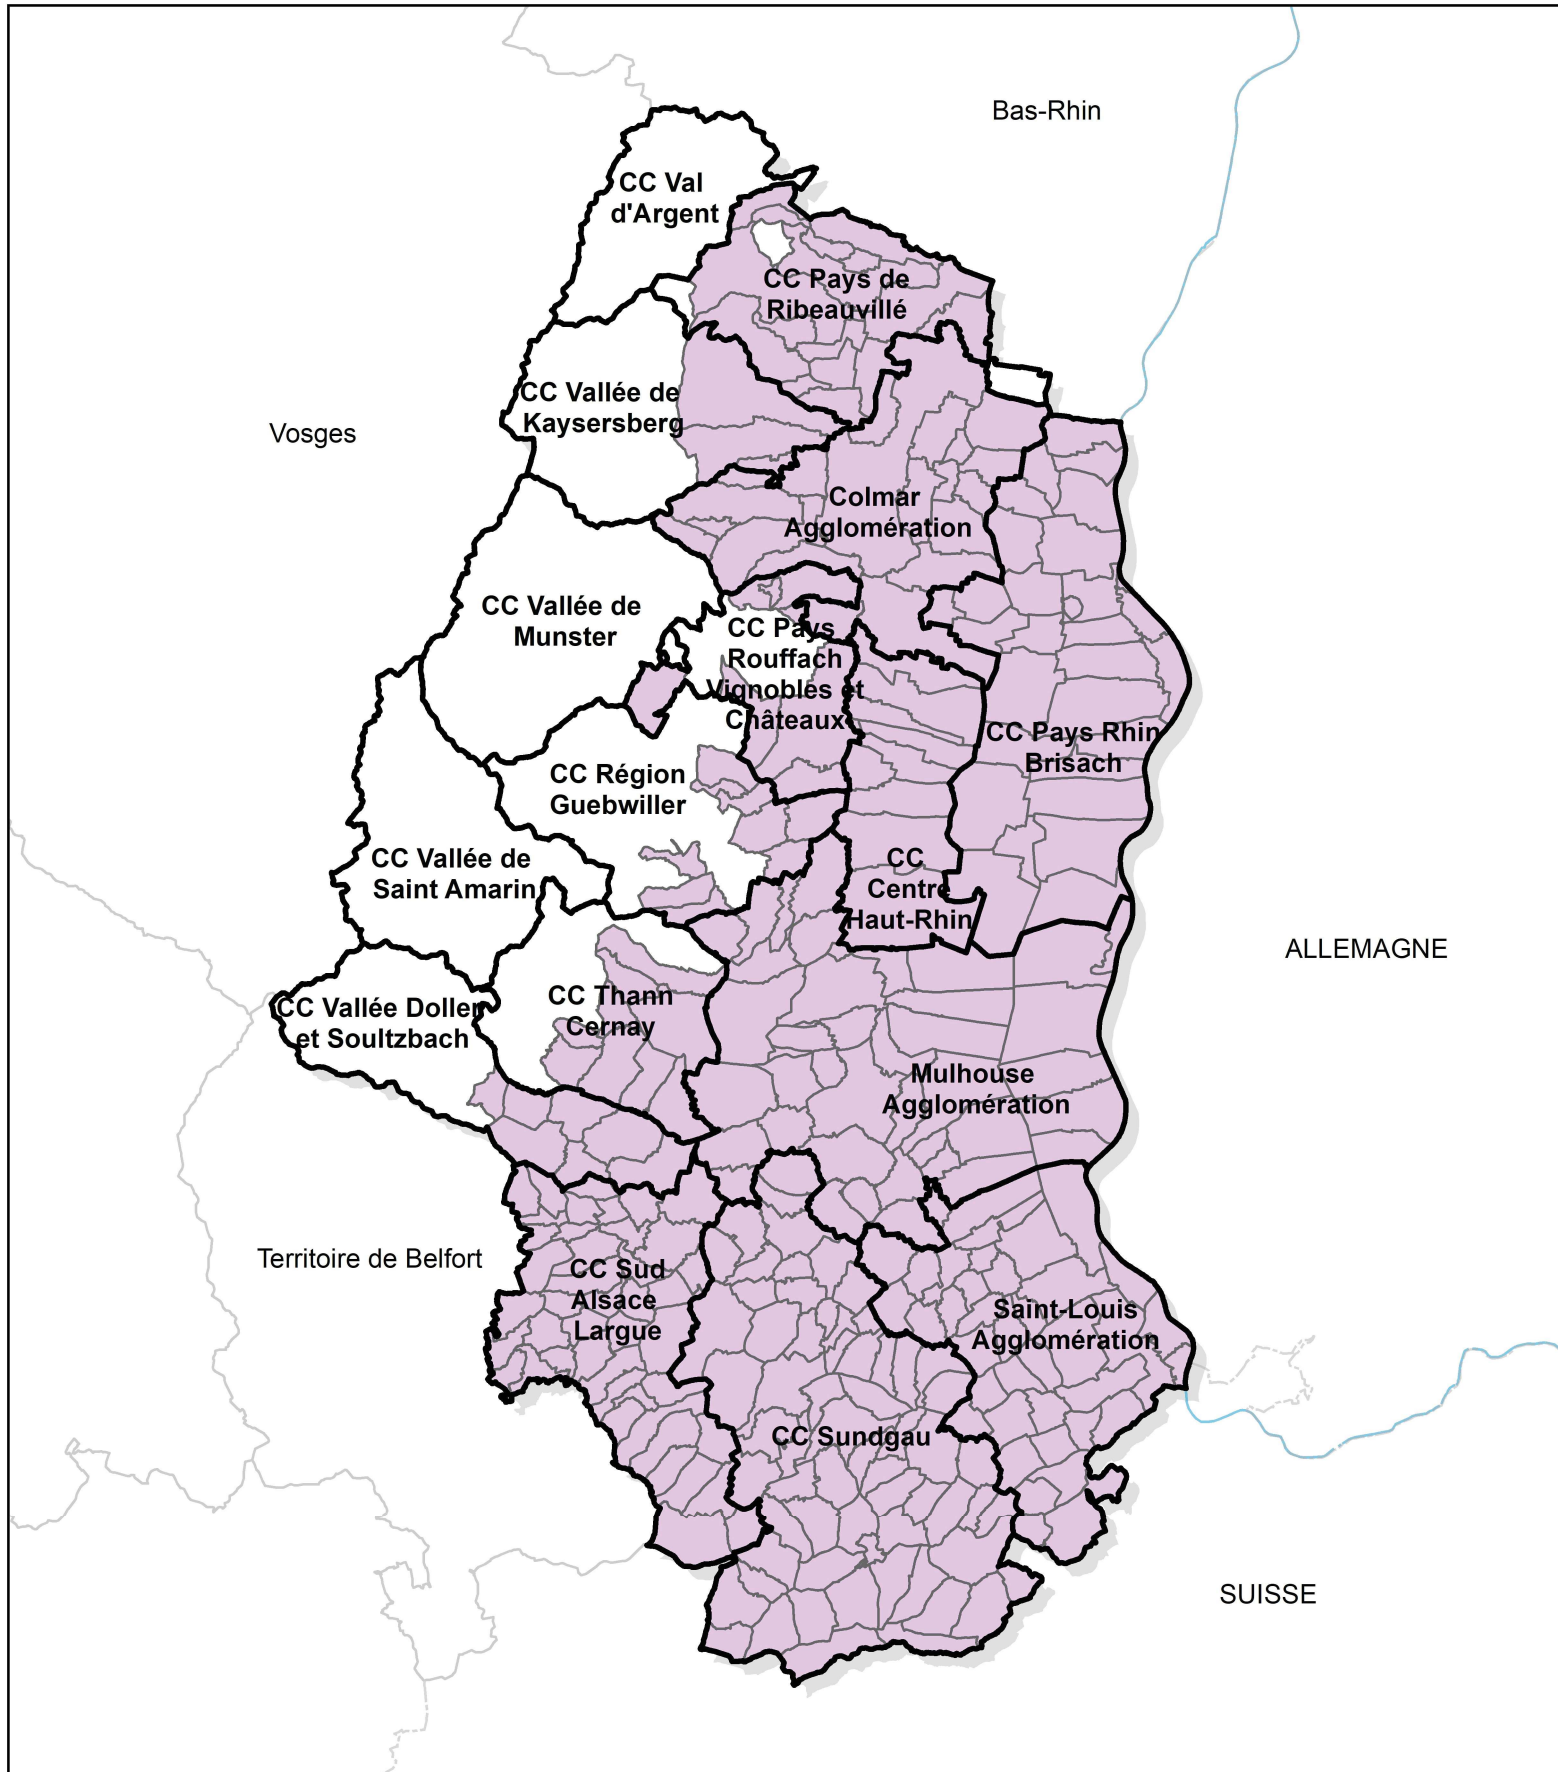 Bas-Rhin
CC Val
d'Argent
CC Pays de
Ribeauvillé
CC Vallée de
Kaysersberg
Vosges
Colmar
Agglomération
CC Vallée de
Munster
CC Pays
Rouffach
Vignobles et
Châteaux
CC Pays Rhin
Brisach
CC Région
Guebwiller
CC Vallée de
Saint Amarin
CC
Centre
Haut-Rhin
ALLEMAGNE
CC Vallée Doller
et Soultzbach
CC Thann
Cernay
Mulhouse
Agglomération
Territoire de Belfort
CC Sud
Alsace
Largue
Saint-Louis
Agglomération
CC Sundgau
SUISSE